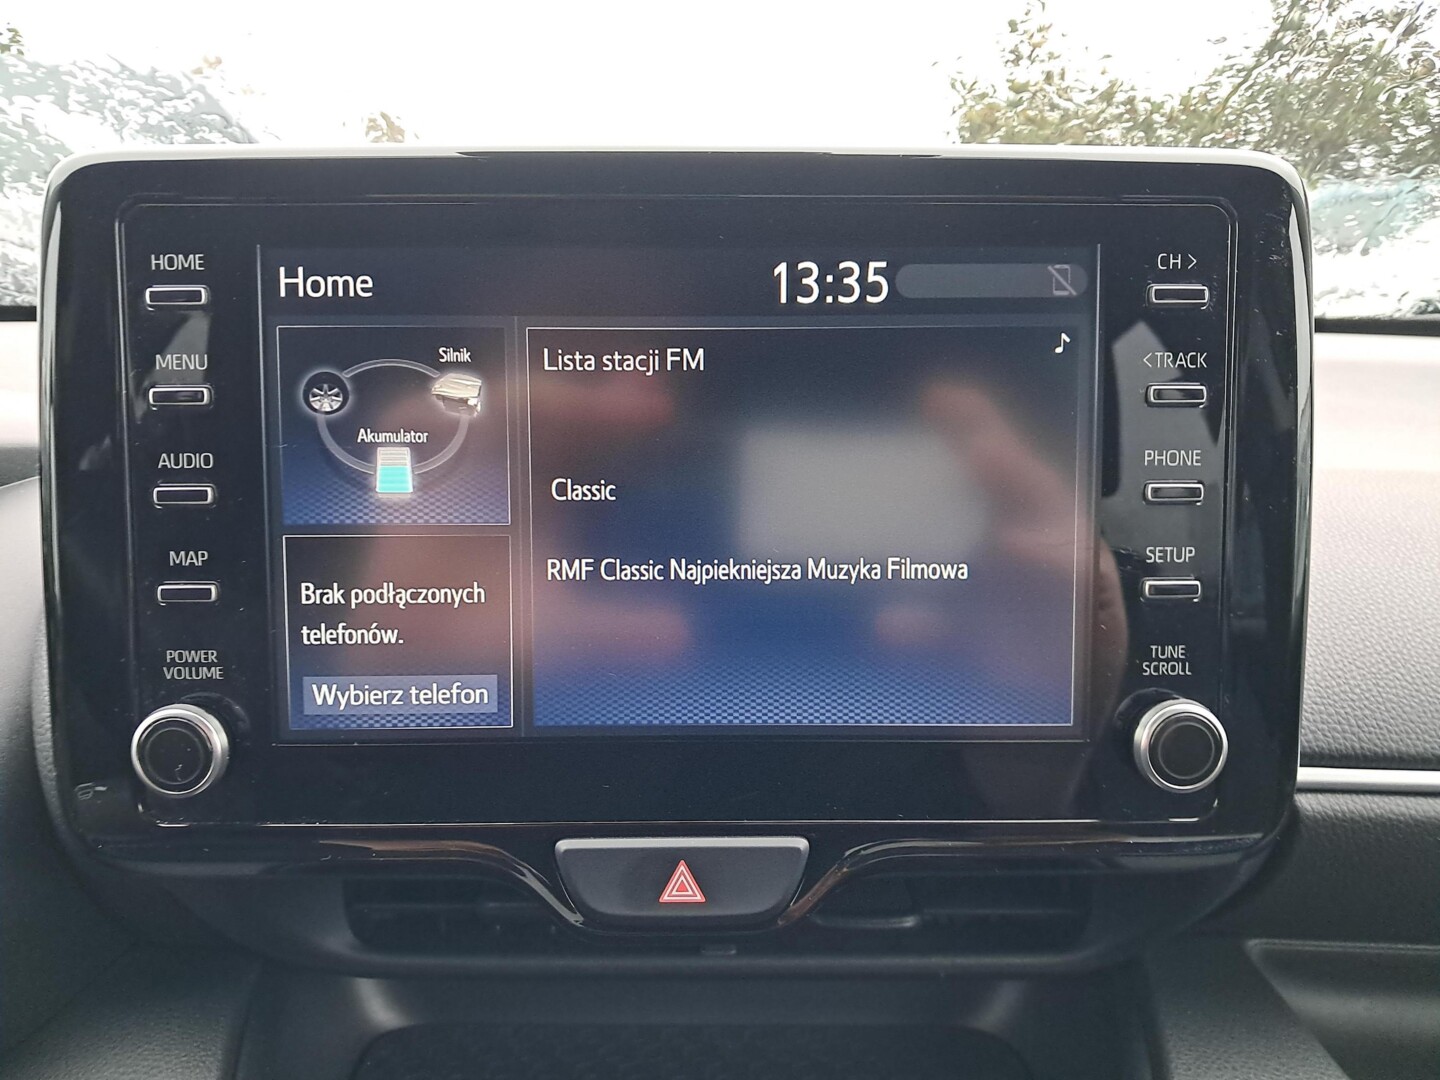 HOME
MENU
AUDIO
MAP
POWER
VOLUME
Home
13:35
Silnik
Akumulator
Brak podłączonych
telefonów.
Wybierz telefon
Lista stacji FM
Classic
RMF Classic Najpiekniejsza Muzyka Filmowa
CH >
< TRACK
PHONE
SETUP
TUNE
SCROLL